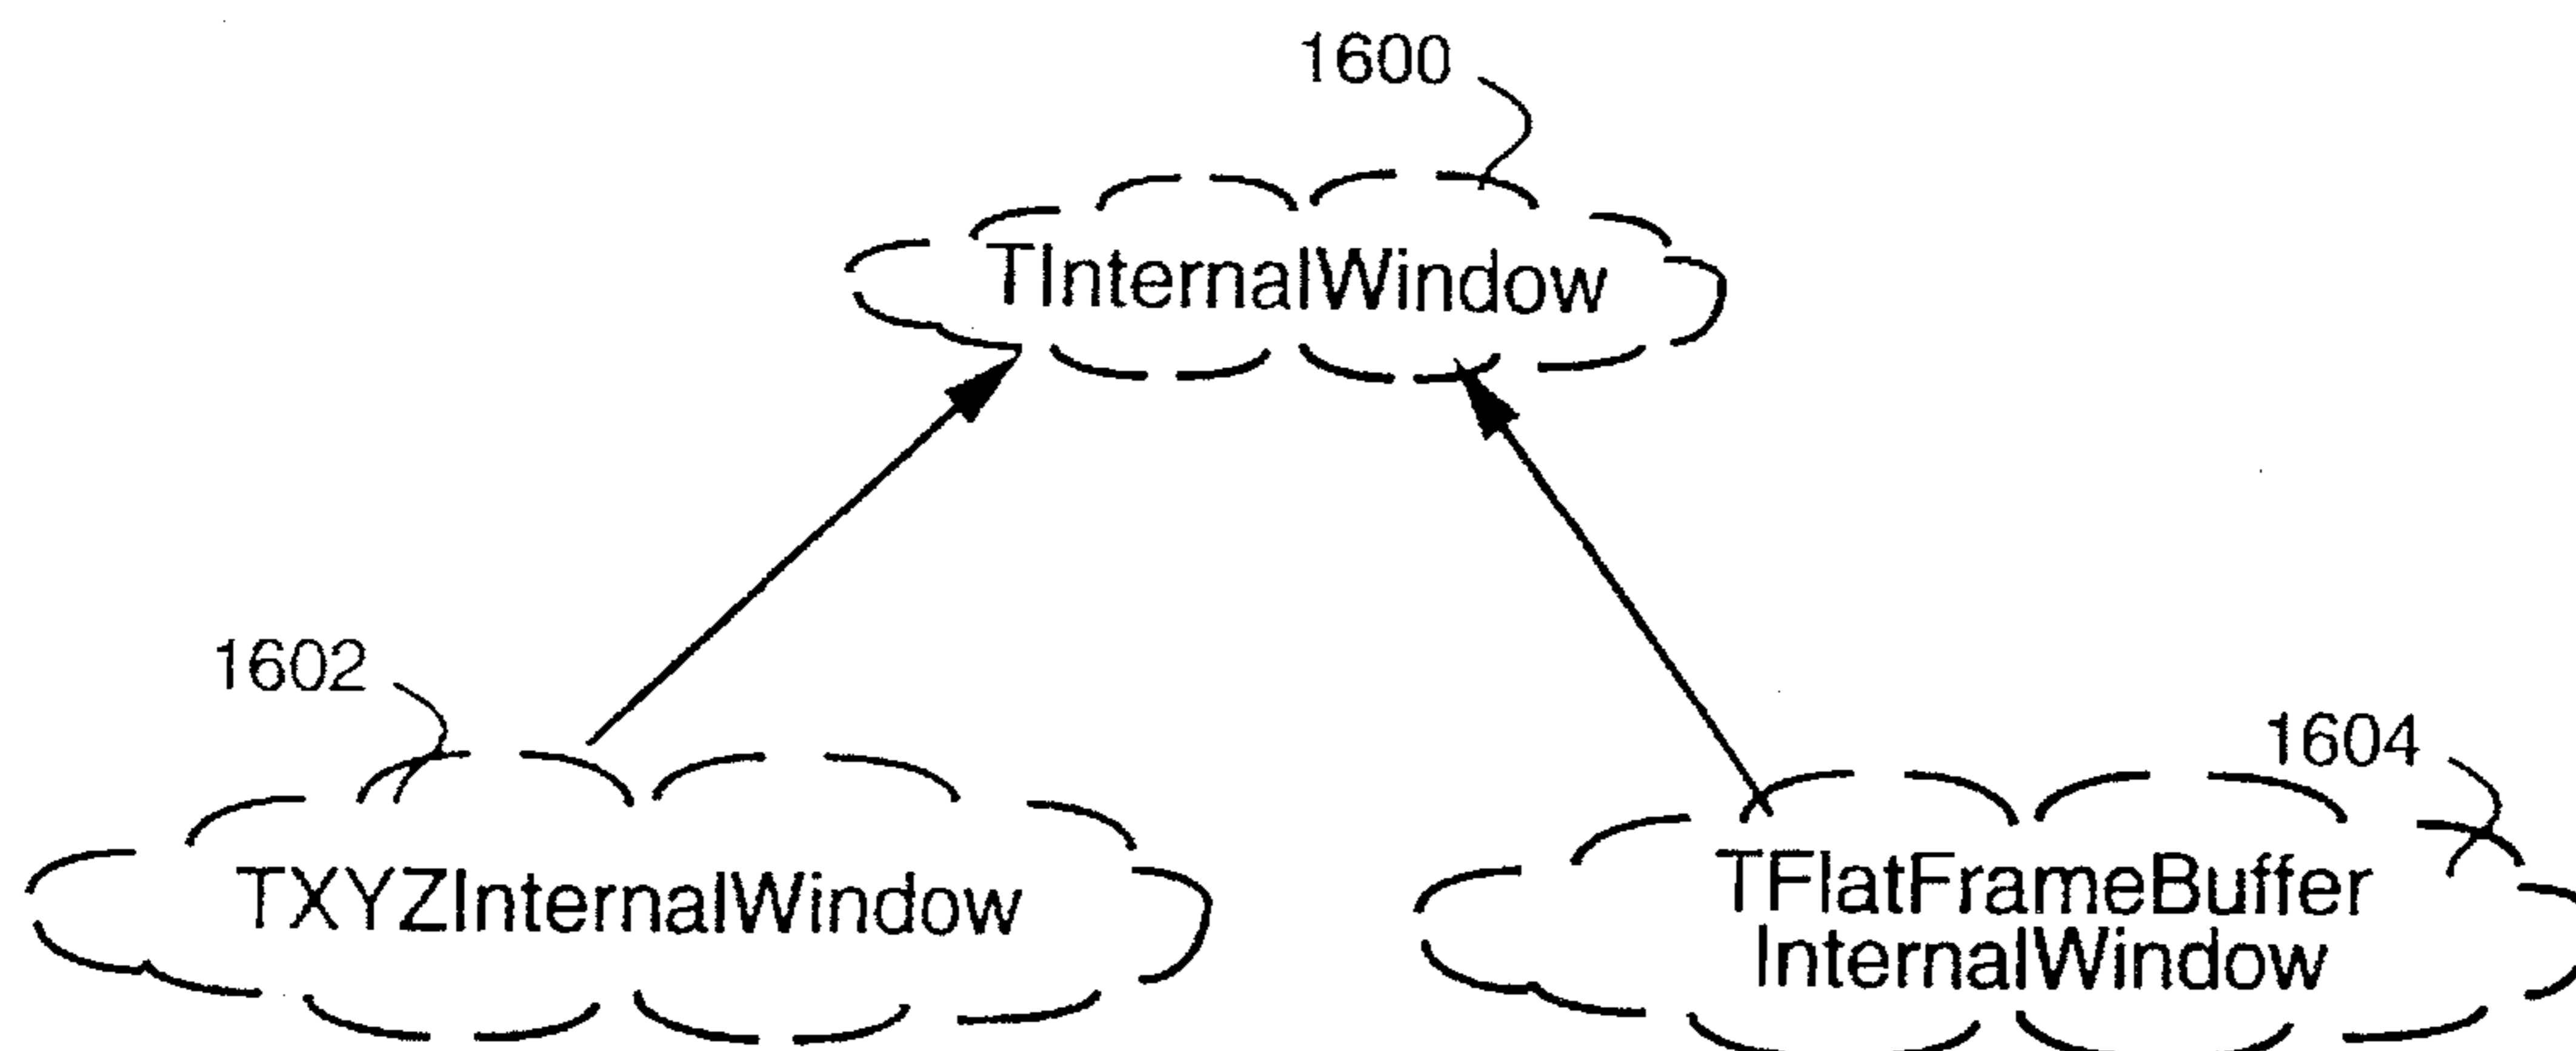 1600
TInternalWindow
1602
1604
TXYZInternalWindow
TFlatFrameBuffer
InternalWindow